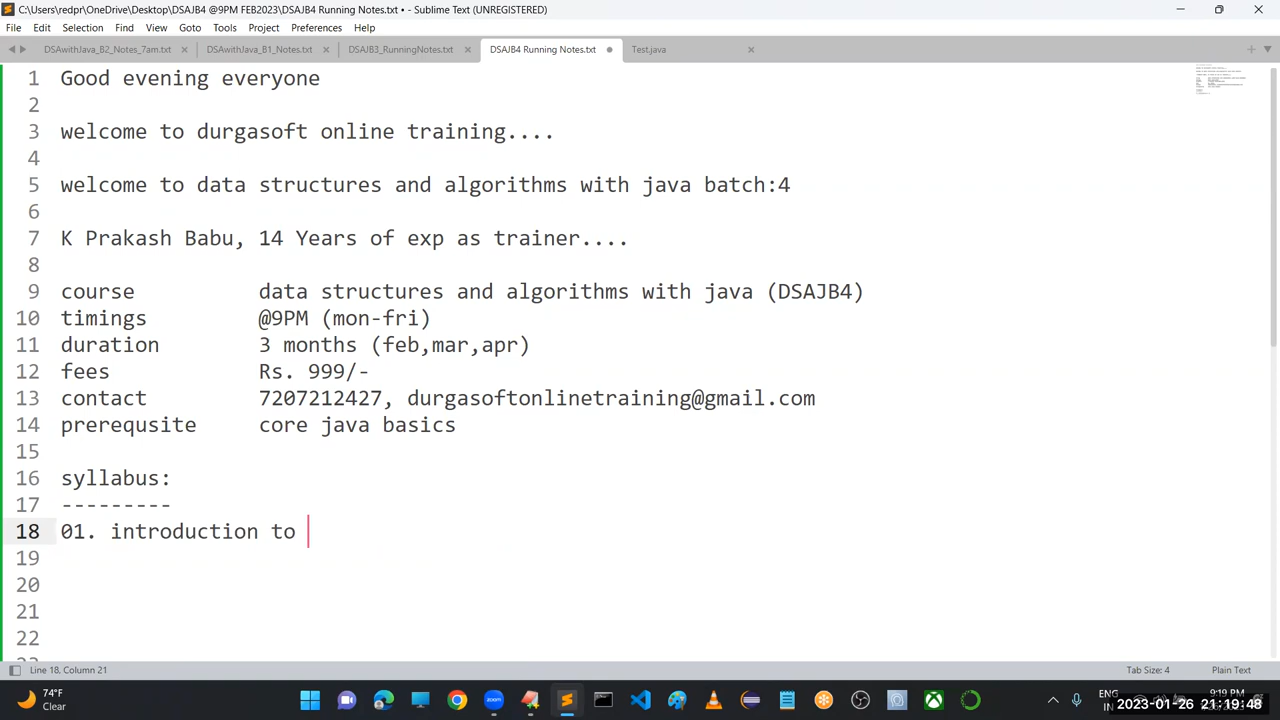 C:\Users\redpr\OneDrive\Desktop\DSAJB4 @9PM FEB2023\DSAJB4 Running Notes.txt • - Sublime Text (UNREGISTERED)
File Edit Selection Find View Goto Tools Project Preferences Help
DSAwithJava_B2_Notes_7am.txt DSAwithJava_B1_Notes.txt DSAJB3_RunningNotes.txt DSAJB4 Running Notes.txt Test.java
1 Good evening everyone
2
3 welcome to durgasoft online training....
4
5 welcome to data structures and algorithms with java batch:4
6
7 K Prakash Babu, 14 Years of exp as trainer....
8
9 course data structures and algorithms with java (DSAJB4)
10 timings @9PM (mon-fri)
11 duration 3 months (feb,mar,apr)
12 fees Rs. 999/-
13 contact 7207212427, durgasoftonlinetraining@gmail.com
14 prerequsite core java basics
15
16 syllabus:
17 ---------
18 01. introduction to
19
20
21
22
Line 18, Column 21 Tab Size: 4 Plain Text
74°F
Clear
ENG
IN
9:19 PM
2023-01-26 21:19:48